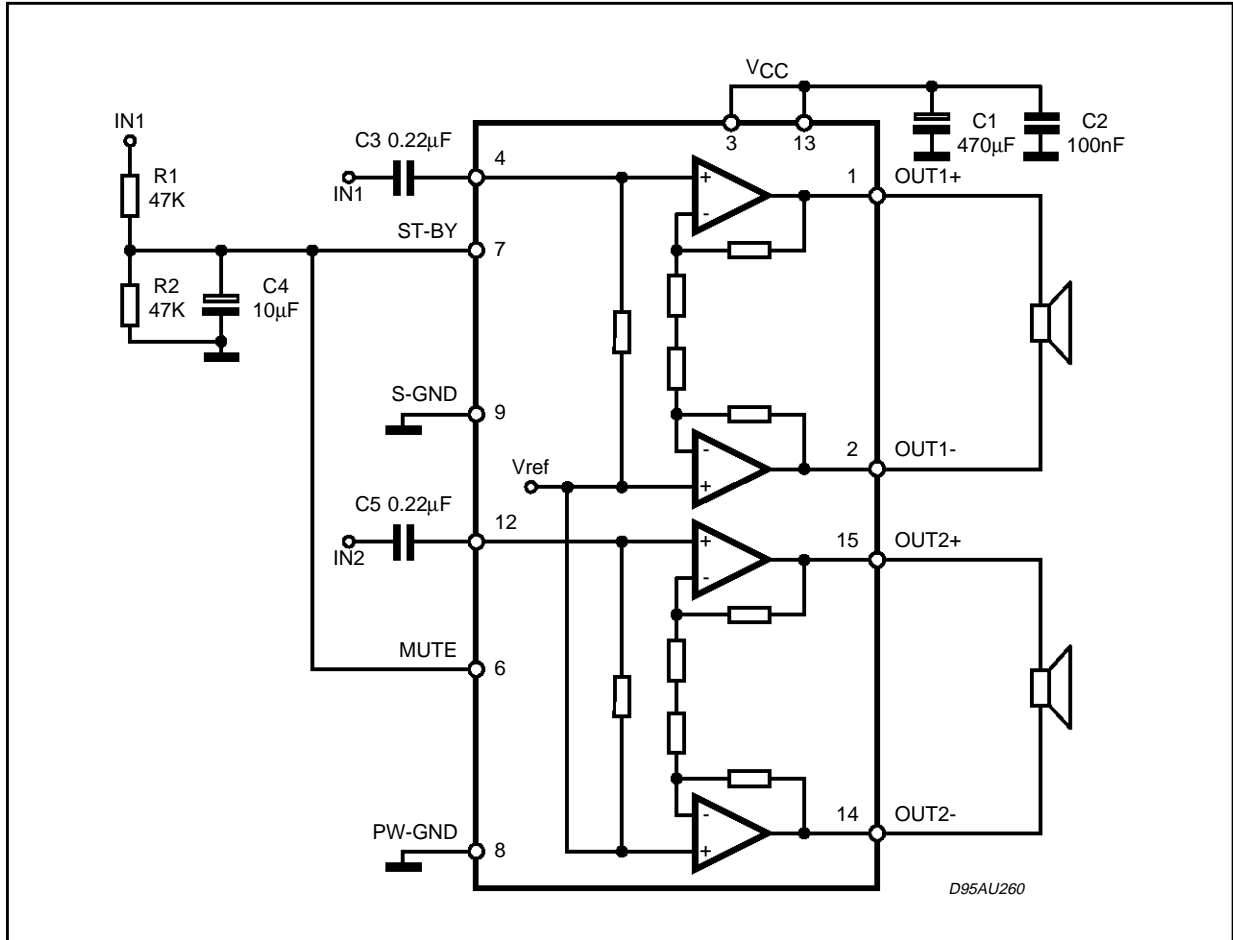 VCC
IN1
C3 0.22µF
4
3
13
C1
470µF
C2
100nF
R1
47K
IN1
+
-
1
OUT1+
ST-BY
7
R2
47K
C4
10µF
S-GND
9
-
+
2
OUT1-
Vref
C5 0.22µF
12
IN2
+
-
15
OUT2+
MUTE
6
-
+
14
OUT2-
PW-GND
8
D95AU260